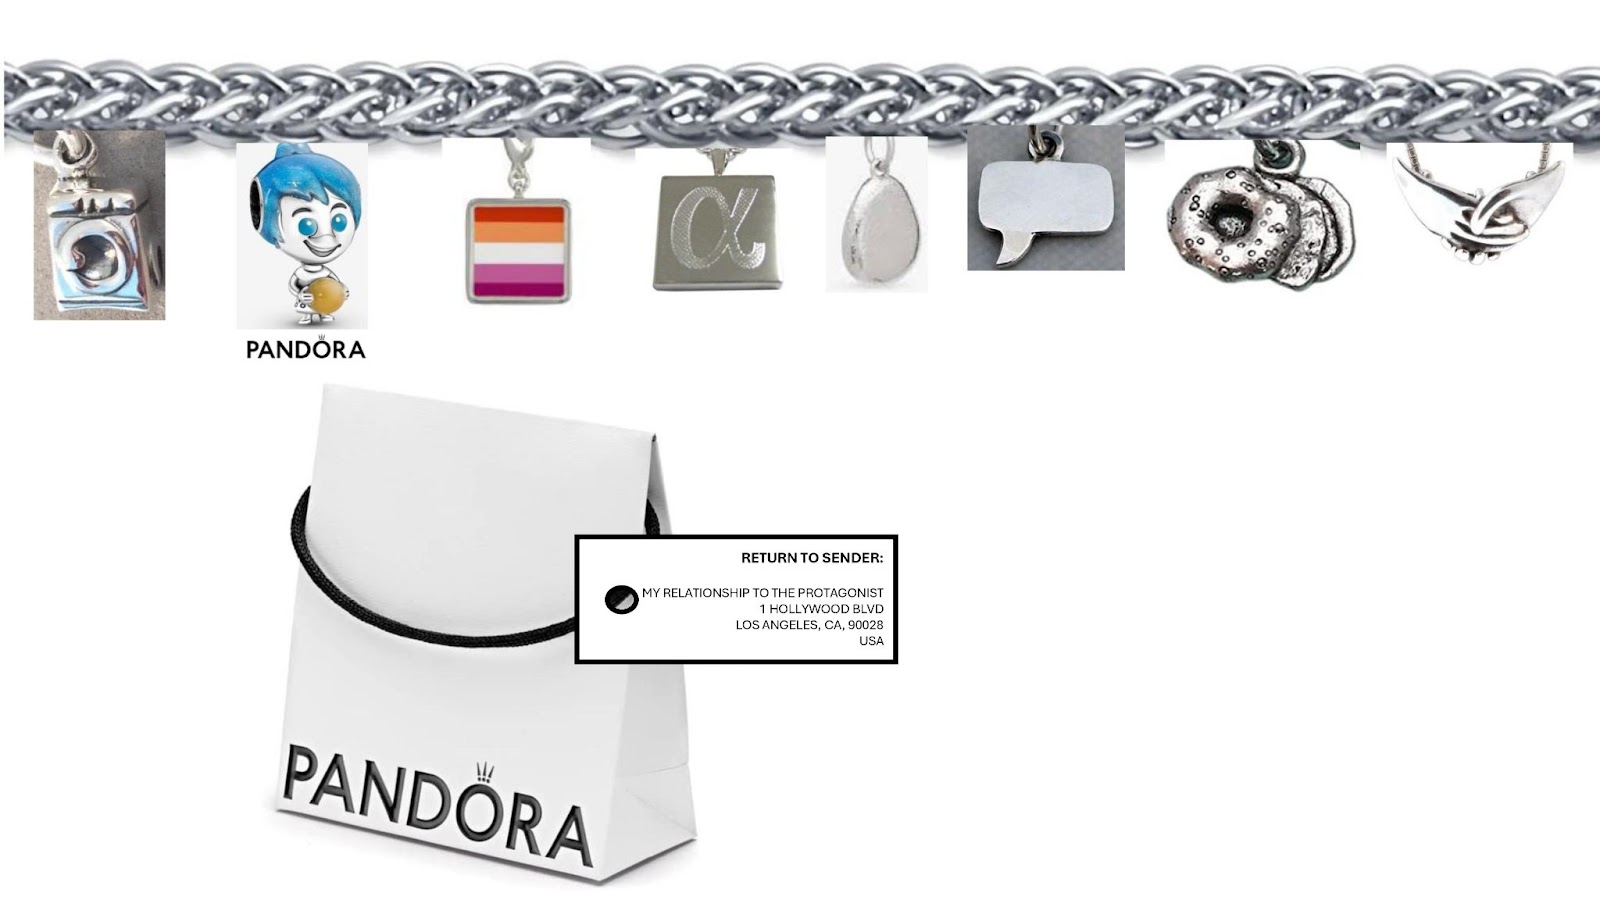 α
PANDORA
RETURN TO SENDER:
MY RELATIONSHIP TO THE PROTAGONIST
1 HOLLYWOOD BLVD
LOS ANGELES, CA, 90028
USA
PANDORA